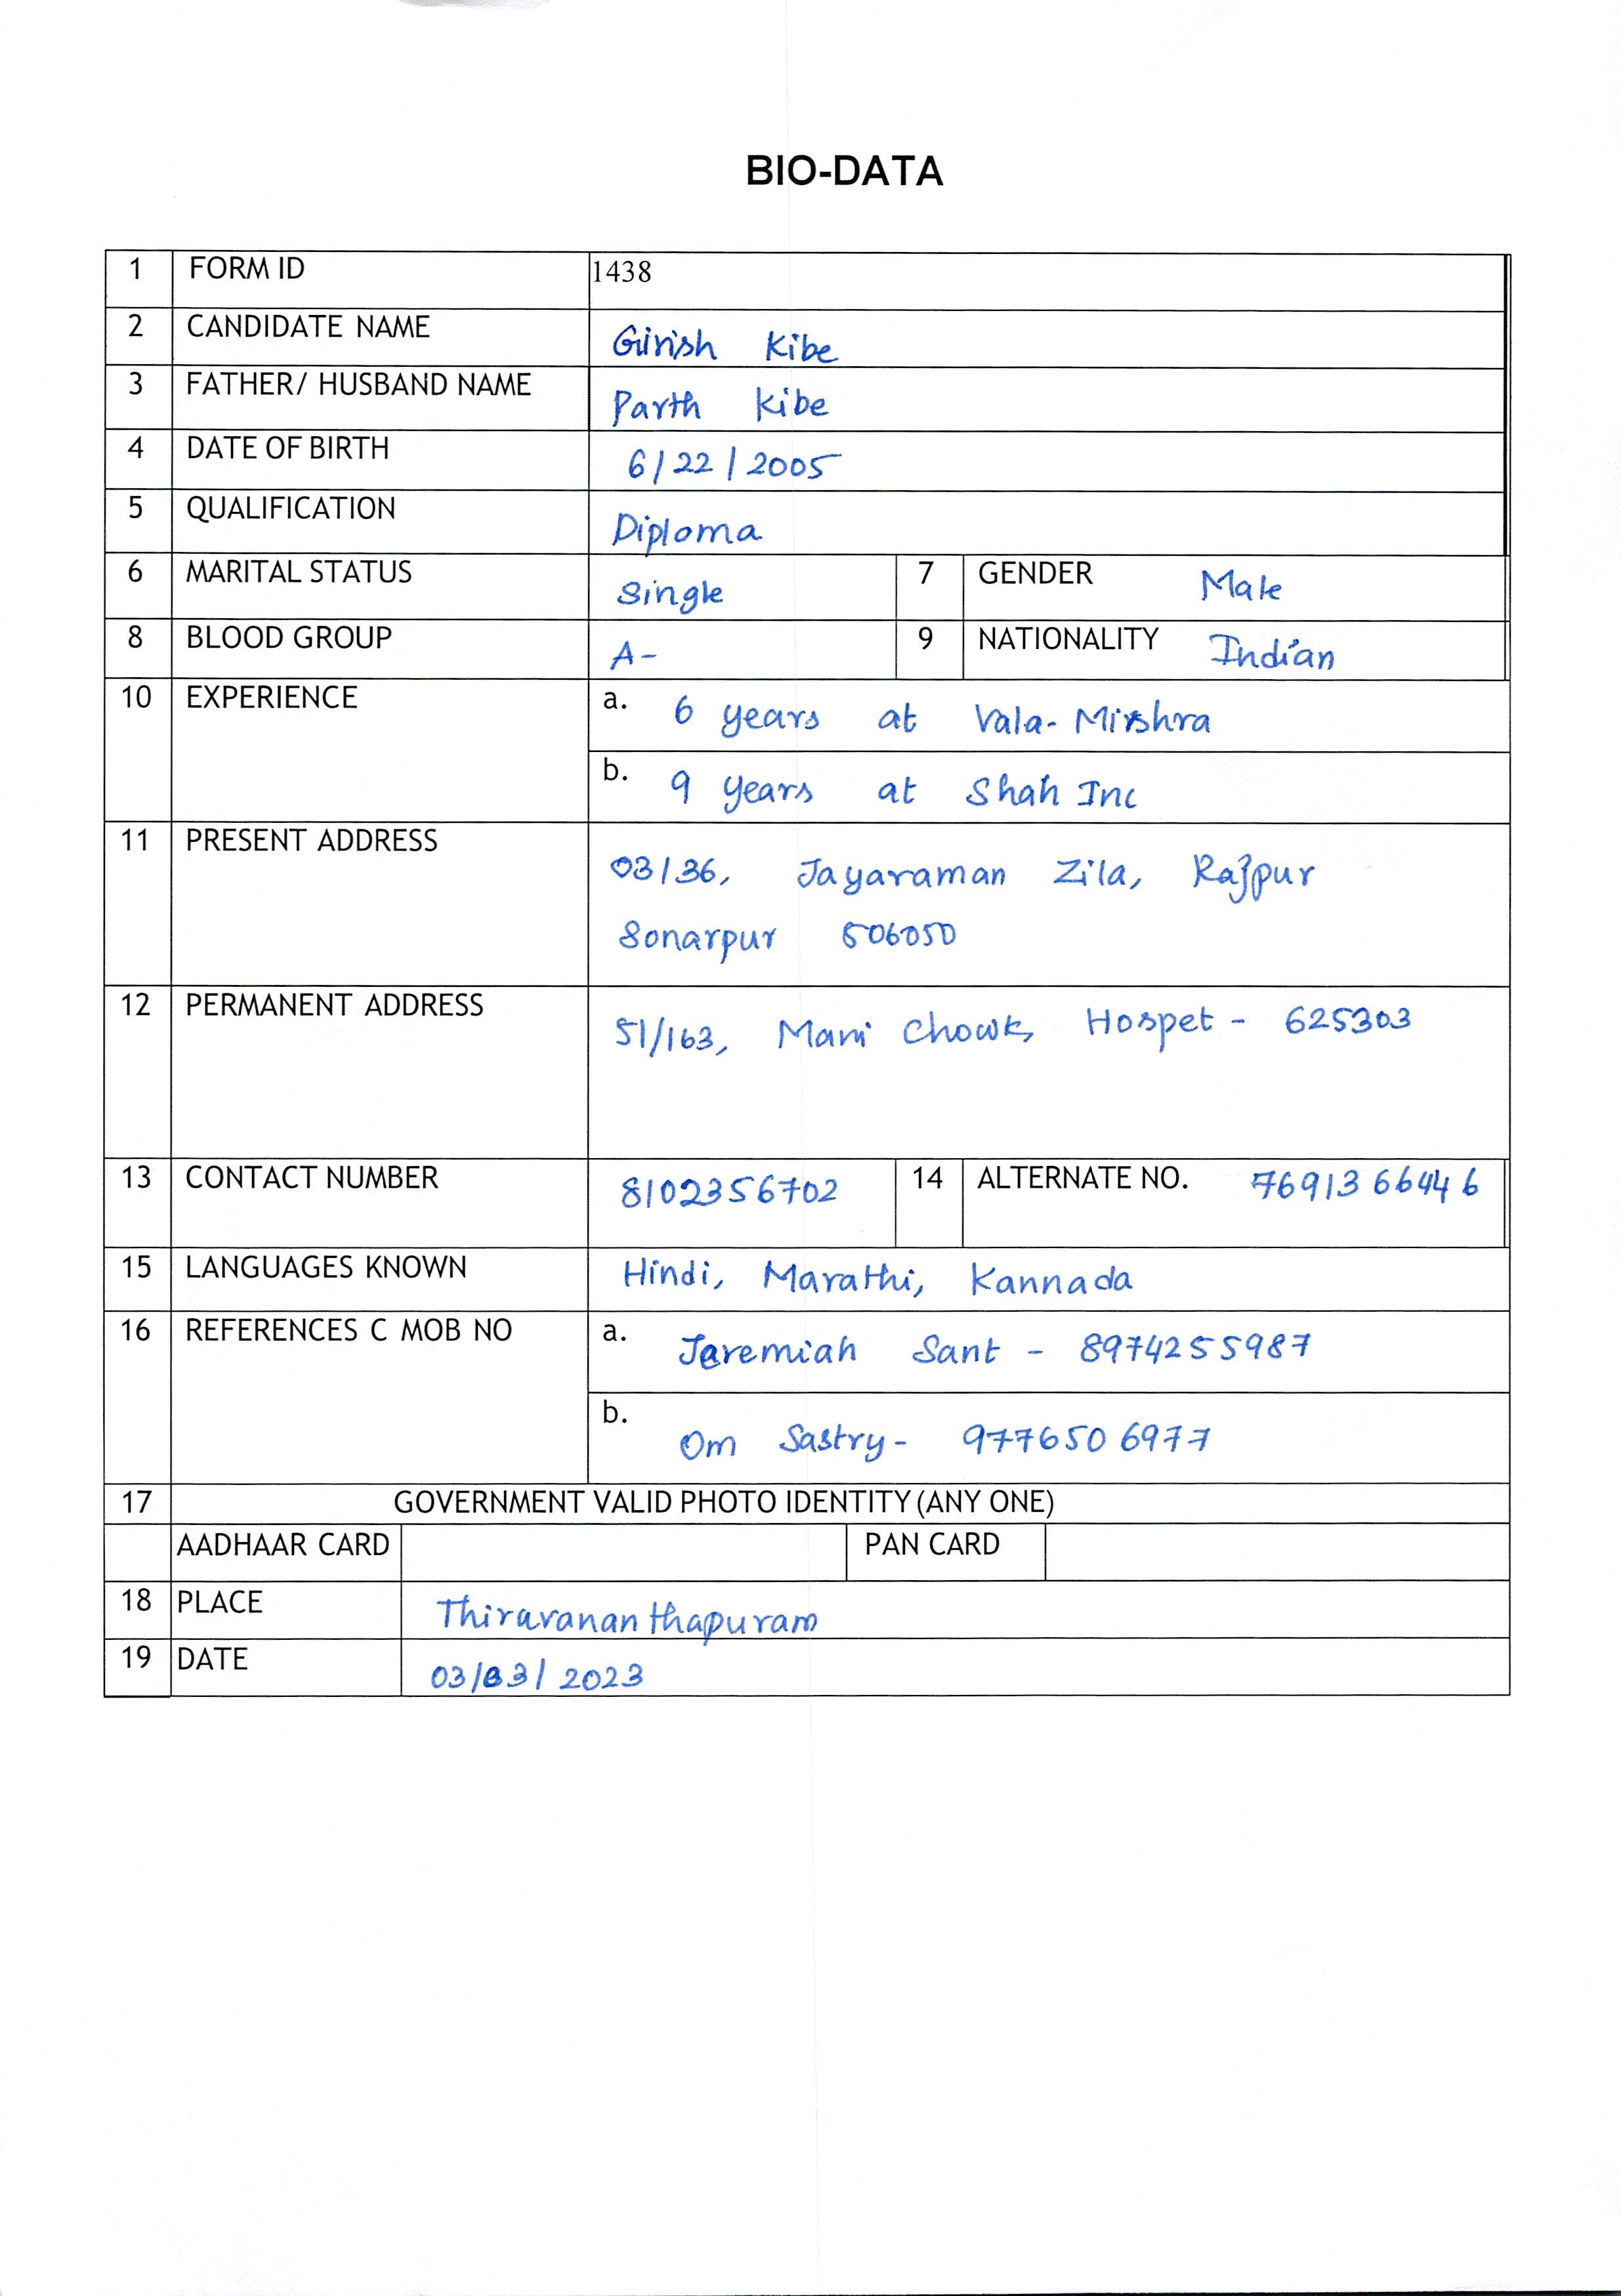 BIO-DATA
1 FORM ID 1438
2 CANDIDATE NAME Girish Kibe
3 FATHER/ HUSBAND NAME Parth Kibe
4 DATE OF BIRTH 6/22/2005
5 QUALIFICATION Diploma
6 MARITAL STATUS Single 7 GENDER Male
8 BLOOD GROUP A- 9 NATIONALITY Indian
10 EXPERIENCE a. 6 years at Vala-Mishra
b. 9 years at Shah Inc
11 PRESENT ADDRESS 03/36, Jayaraman Zila, Rajpur
Sonarpur 506050
12 PERMANENT ADDRESS 51/163, Mani Chowk, Hospet - 625303
13 CONTACT NUMBER 8102356702 14 ALTERNATE NO. 7691366446
15 LANGUAGES KNOWN Hindi, Marathi, Kannada
16 REFERENCES C MOB NO a. Jeremiah Sant - 8974255987
b. Om Sastry - 9776506977
17 GOVERNMENT VALID PHOTO IDENTITY (ANY ONE)
AADHAAR CARD PAN CARD
18 PLACE Thiruvananthapuram
19 DATE 03/03/2023